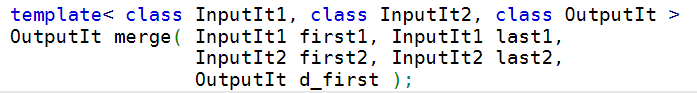 template< class InputIt1, class InputIt2, class OutputIt >
OutputIt merge( InputIt1 first1, InputIt1 last1,
                InputIt2 first2, InputIt2 last2,
                OutputIt d_first );